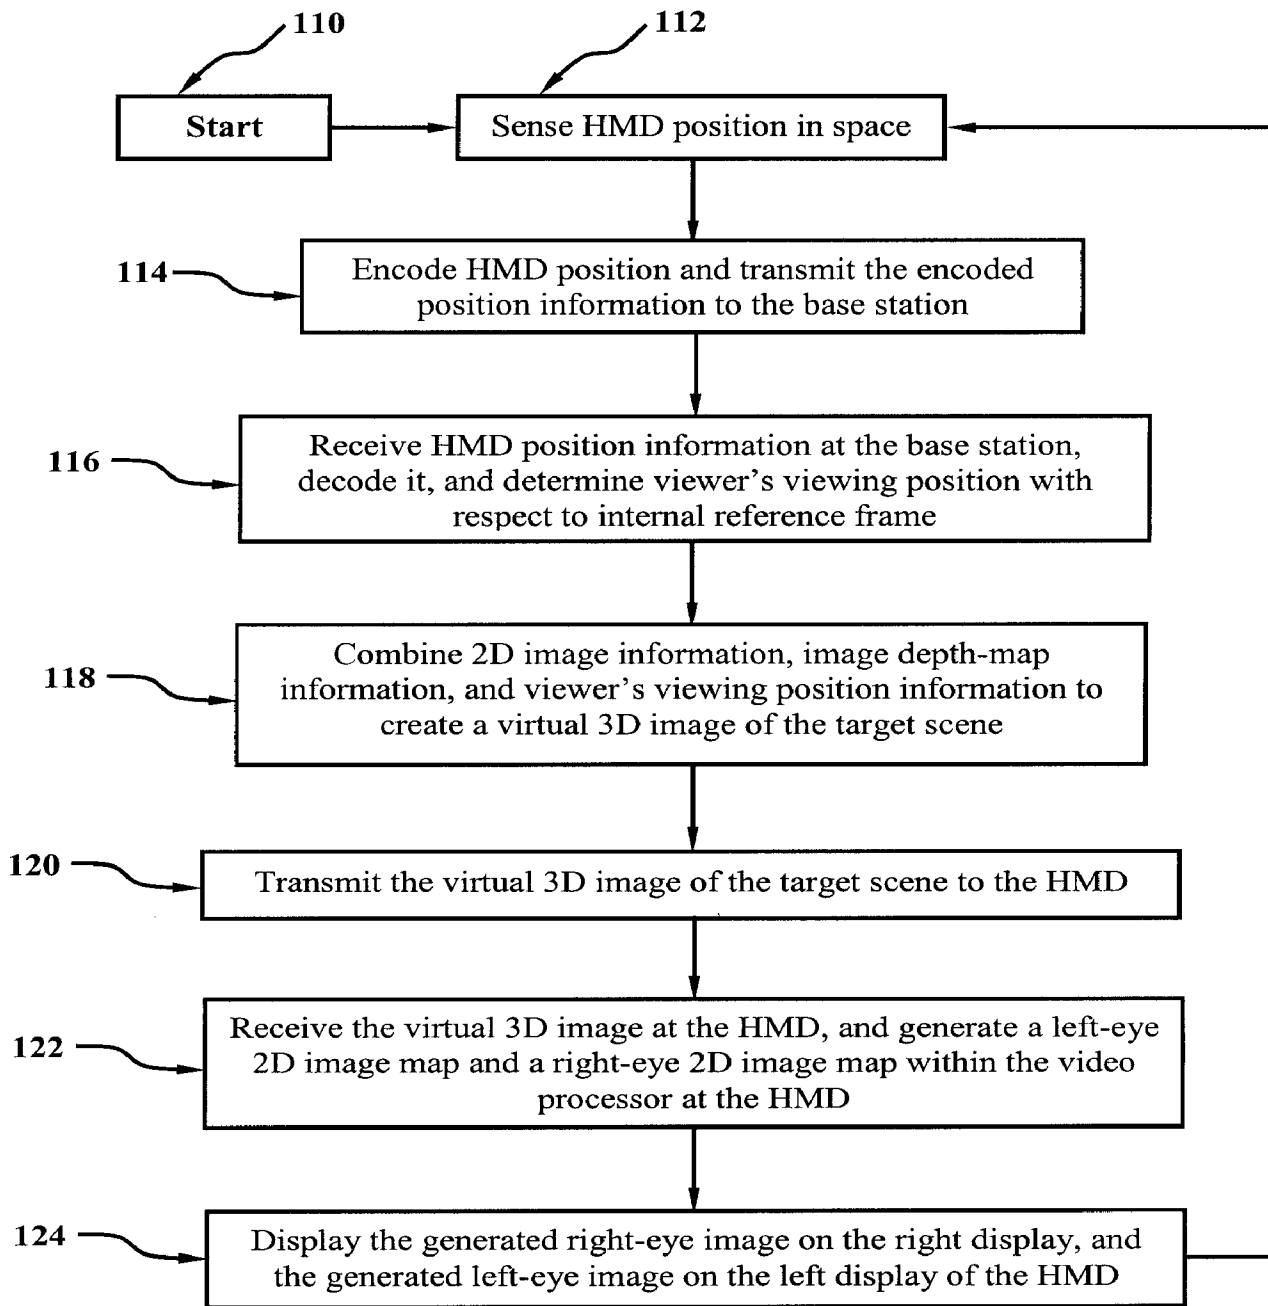 110
112
Start
Sense HMD position in space
114
Encode HMD position and transmit the encoded
position information to the base station
116
Receive HMD position information at the base station,
decode it, and determine viewer's viewing position with
respect to internal reference frame
118
Combine 2D image information, image depth-map
information, and viewer's viewing position information to
create a virtual 3D image of the target scene
120
Transmit the virtual 3D image of the target scene to the HMD
122
Receive the virtual 3D image at the HMD, and generate a left-eye
2D image map and a right-eye 2D image map within the video
processor at the HMD
124
Display the generated right-eye image on the right display, and
the generated left-eye image on the left display of the HMD